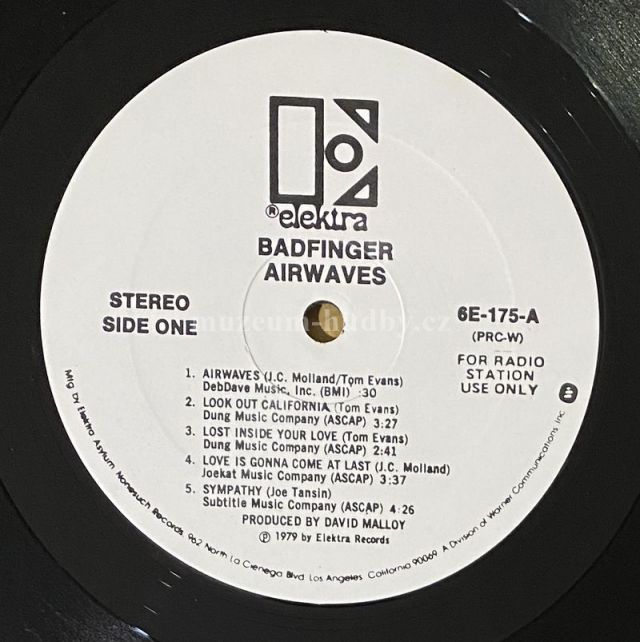 ® elektra
BADFINGER
AIRWAVES
STEREO
SIDE ONE
6E-175-A
(PRC-W)
FOR RADIO
STATION
USE ONLY
muzeum-hudby.cz
1. AIRWAVES (J.C. Molland/Tom Evans)
DebDave Music, Inc. (BMI) :30
2. LOOK OUT CALIFORNIA (Tom Evans)
Dung Music Company (ASCAP) 3:27
3. LOST INSIDE YOUR LOVE (Tom Evans)
Dung Music Company (ASCAP) 2:41
4. LOVE IS GONNA COME AT LAST (J.C. Molland)
Joekat Music Company (ASCAP) 3:37
5. SYMPATHY (Joe Tansin)
Subtitle Music Company (ASCAP) 4:26
PRODUCED BY DAVID MALLOY
℗ 1979 by Elektra Records
Mfg by Elektra Asylum Nonesuch Records, 962 North La Cienega Blvd. Los Angeles, California 90069. A Division of Warner Communications Inc.